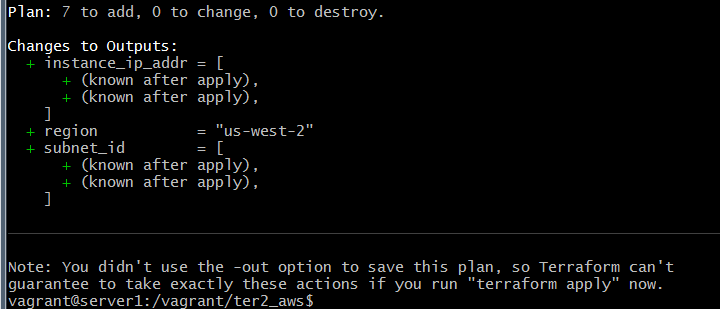 Plan: 7 to add, 0 to change, 0 to destroy.
Changes to Outputs:
+ instance_ip_addr = [
+ (known after apply),
+ (known after apply),
]
+ region = "us-west-2"
+ subnet_id = [
+ (known after apply),
+ (known after apply),
]
Note: You didn't use the -out option to save this plan, so Terraform can't
guarantee to take exactly these actions if you run "terraform apply" now.
vagrant@server1:/vagrant/ter2_aws$